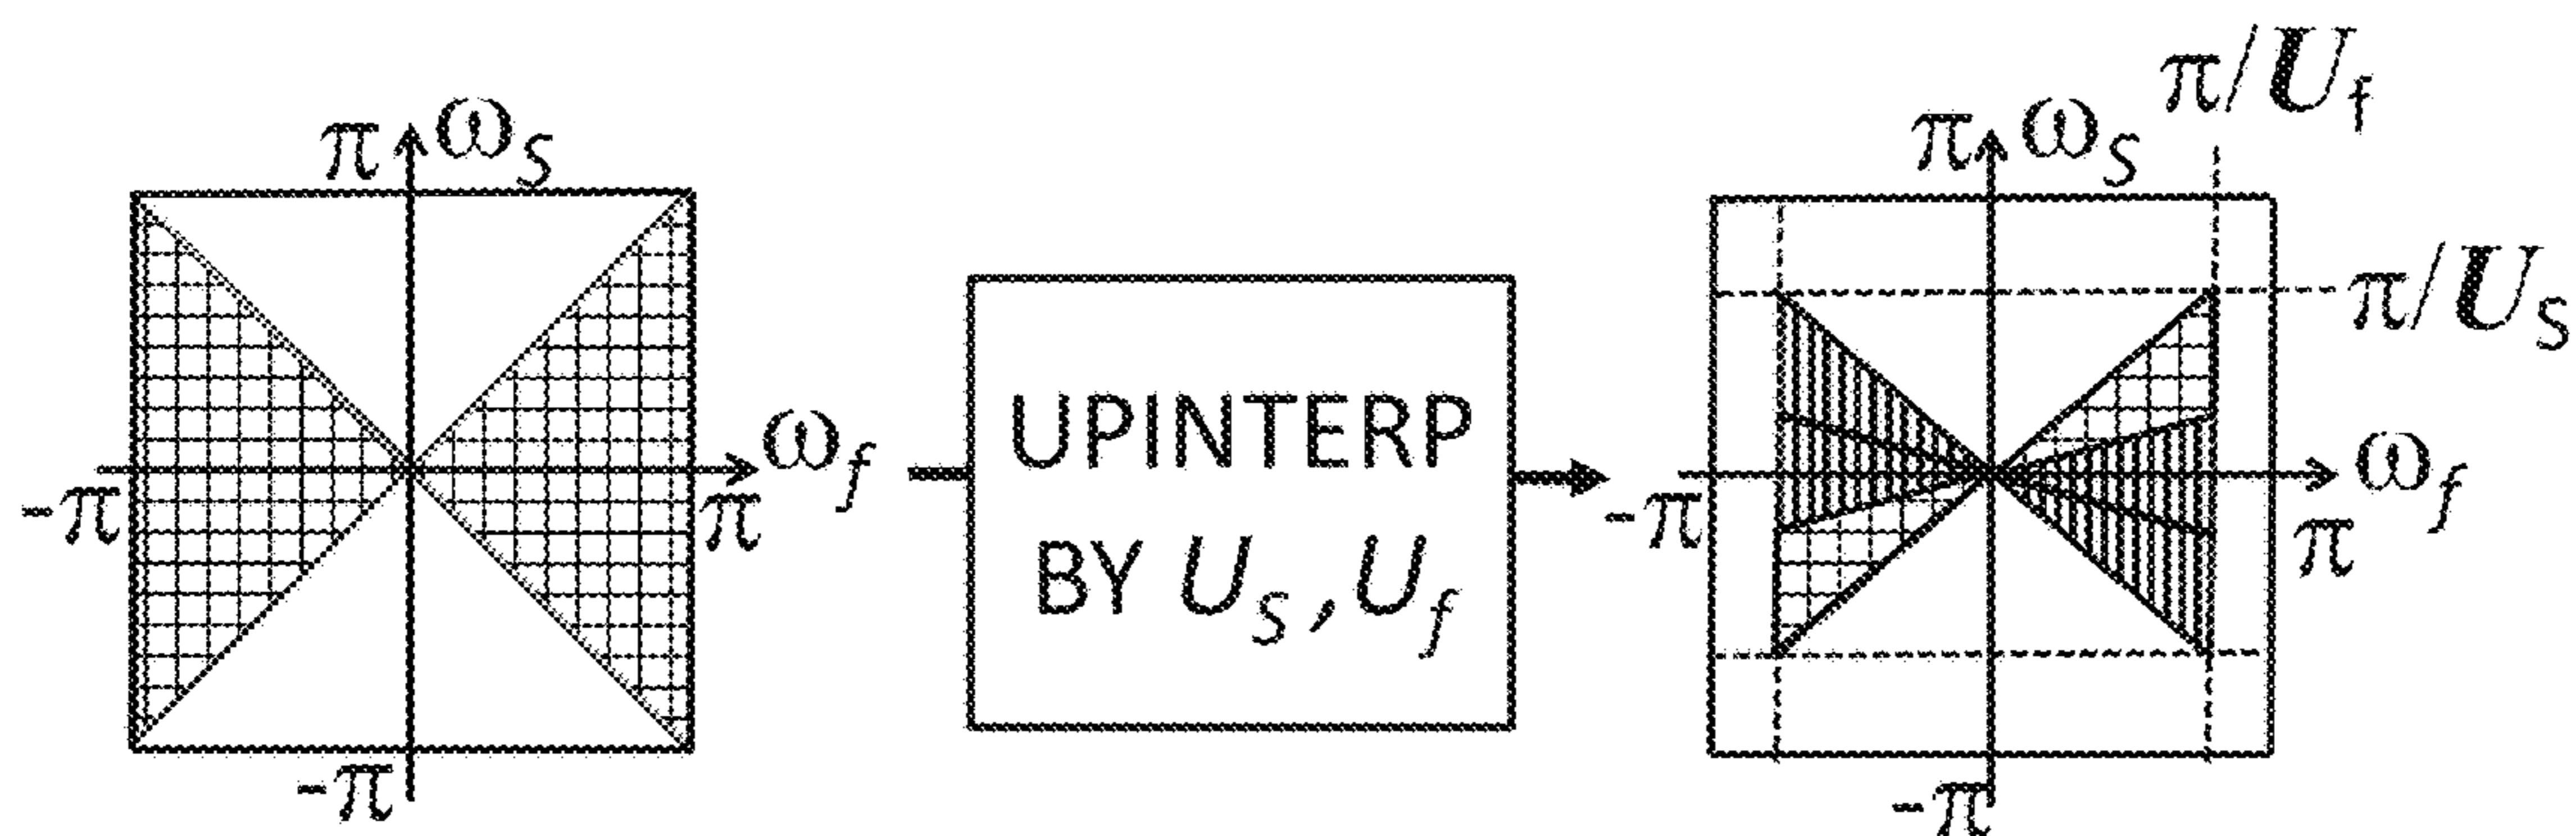 π ω_S
-π
π
ω_f
-π
UPINTERP
BY U_S, U_f
π ω_S
π/U_f
π/U_S
-π
π
ω_f
-π